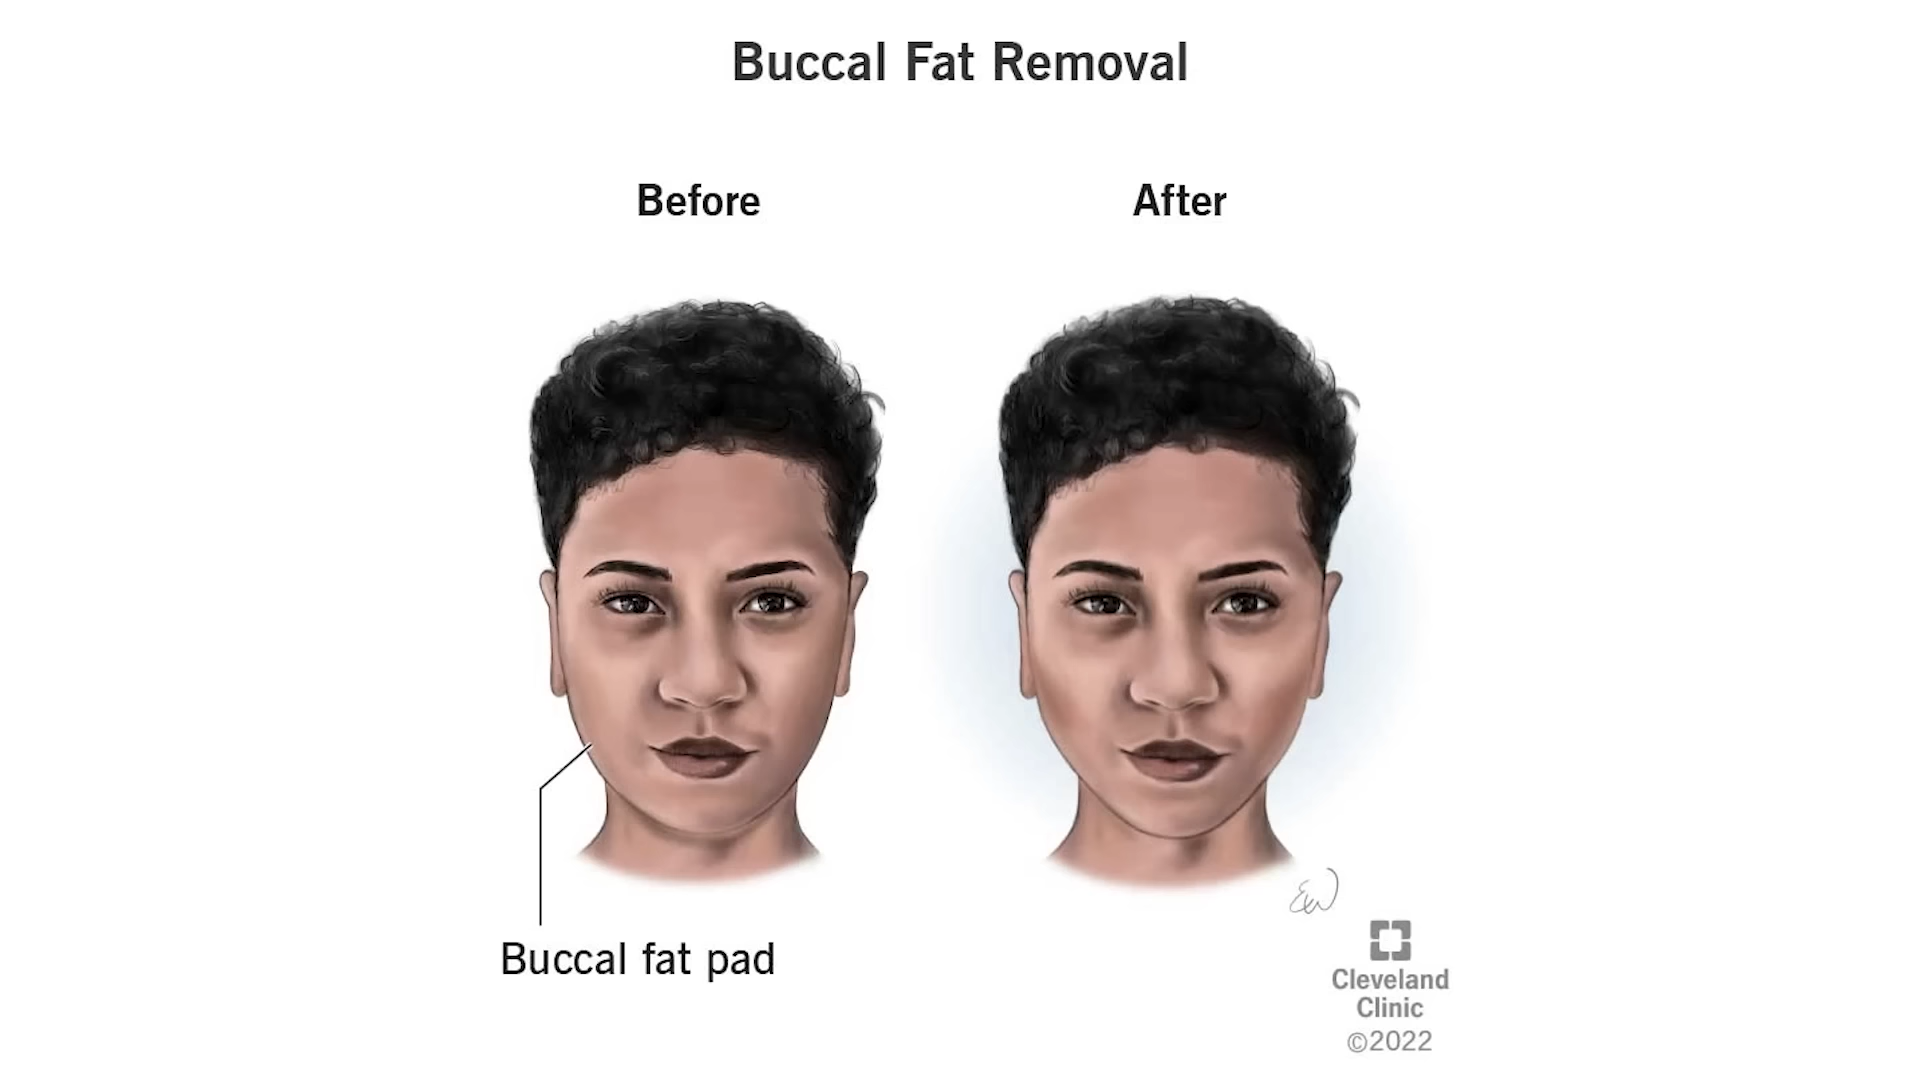 Buccal Fat Removal
Before
After
Buccal fat pad
Cleveland
Clinic
©2022